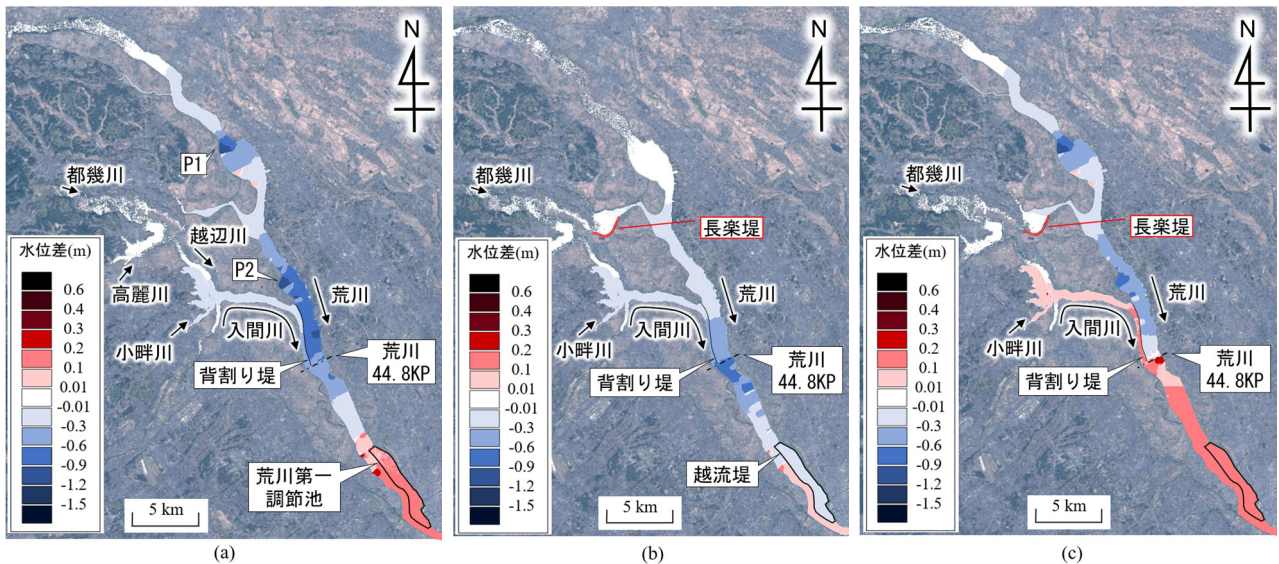 N
P1
都幾川
越辺川
水位差(m)
P2
0.6
0.4
0.2
0.1
0.01
-0.01
-0.3
-0.6
-0.9
-1.2
-1.5
高麗川
荒川
小畔川
入間川
背割り堤
荒川
44.8KP
荒川第一
調節池
5 km
(a)
N
都幾川
長楽堤
水位差(m)
0.6
0.4
0.2
0.1
0.01
-0.01
-0.3
-0.6
-0.9
-1.2
-1.5
荒川
小畔川
入間川
背割り堤
荒川
44.8KP
越流堤
5 km
(b)
N
都幾川
長楽堤
水位差(m)
0.6
0.4
0.2
0.1
0.01
-0.01
-0.3
-0.6
-0.9
-1.2
-1.5
荒川
小畔川
入間川
背割り堤
荒川
44.8KP
5 km
(c)